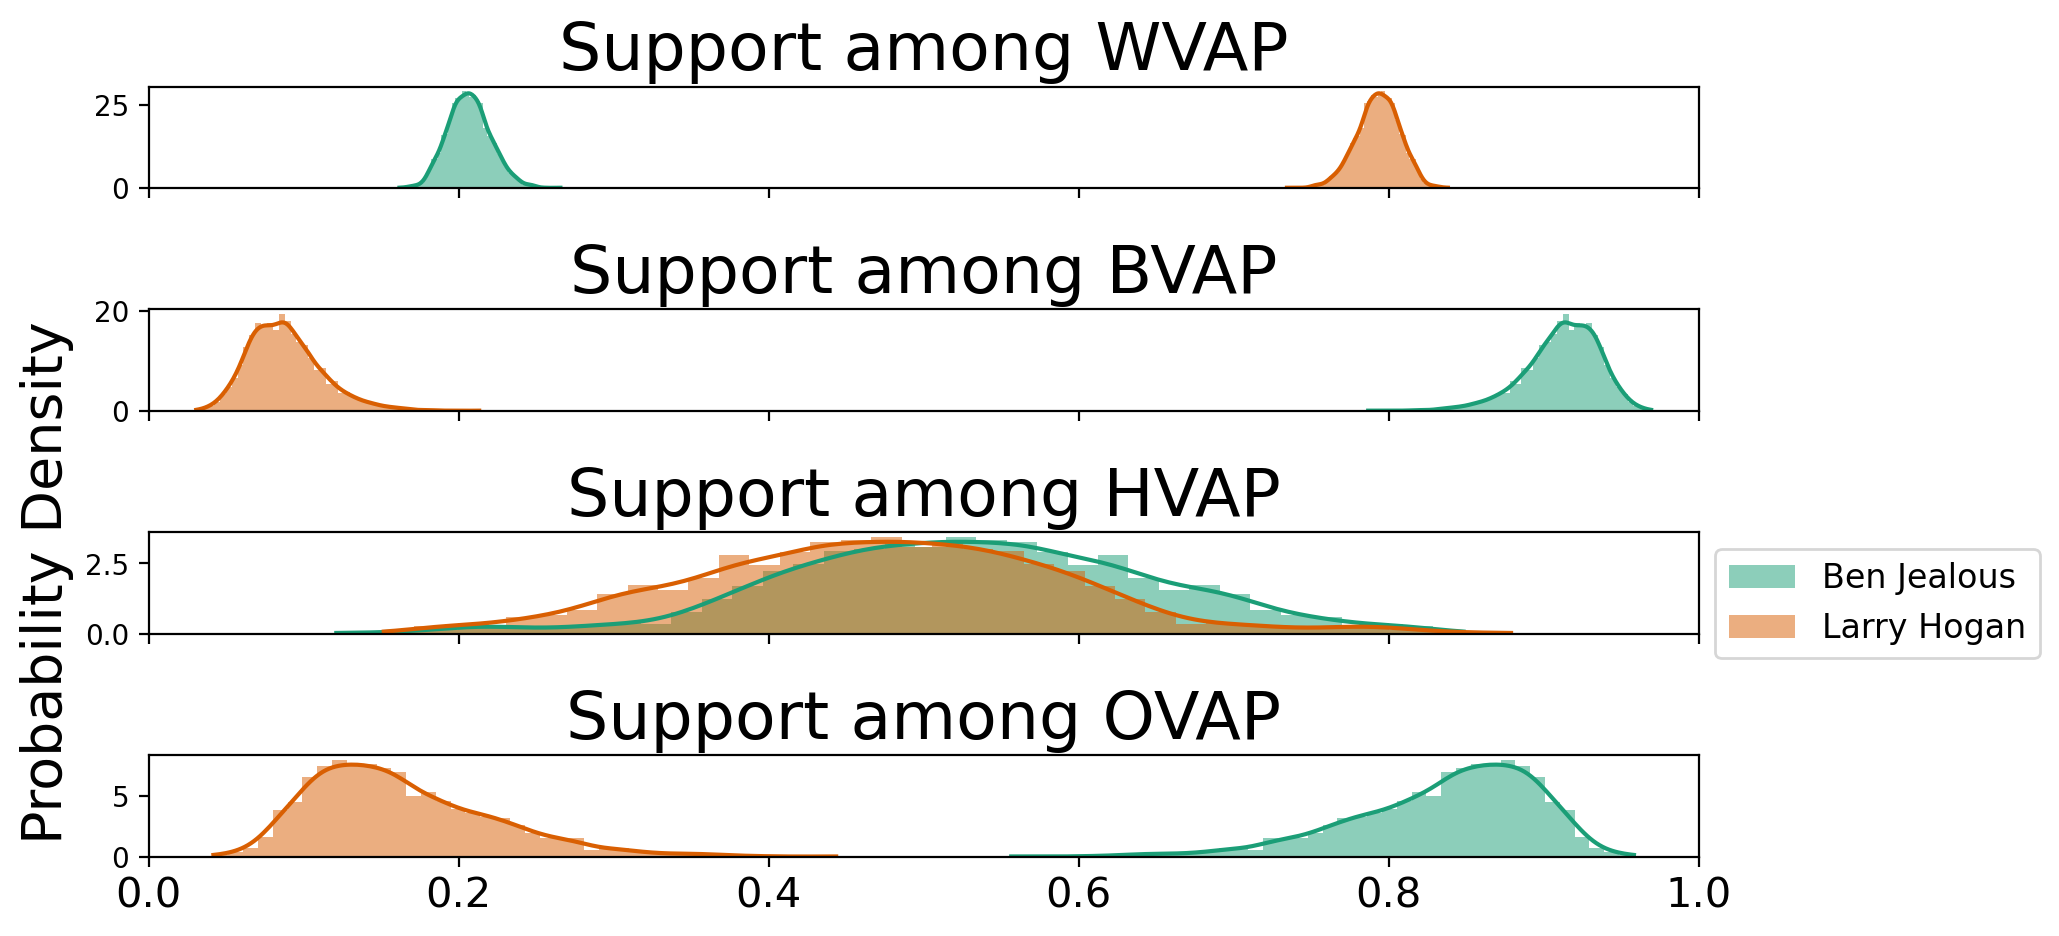 Support among WVAP
25
0
Support among BVAP
20
0
Support among HVAP
2.5
0.0
Support among OVAP
5
0
0.0 0.2 0.4 0.6 0.8 1.0
Probability Density
Ben Jealous
Larry Hogan